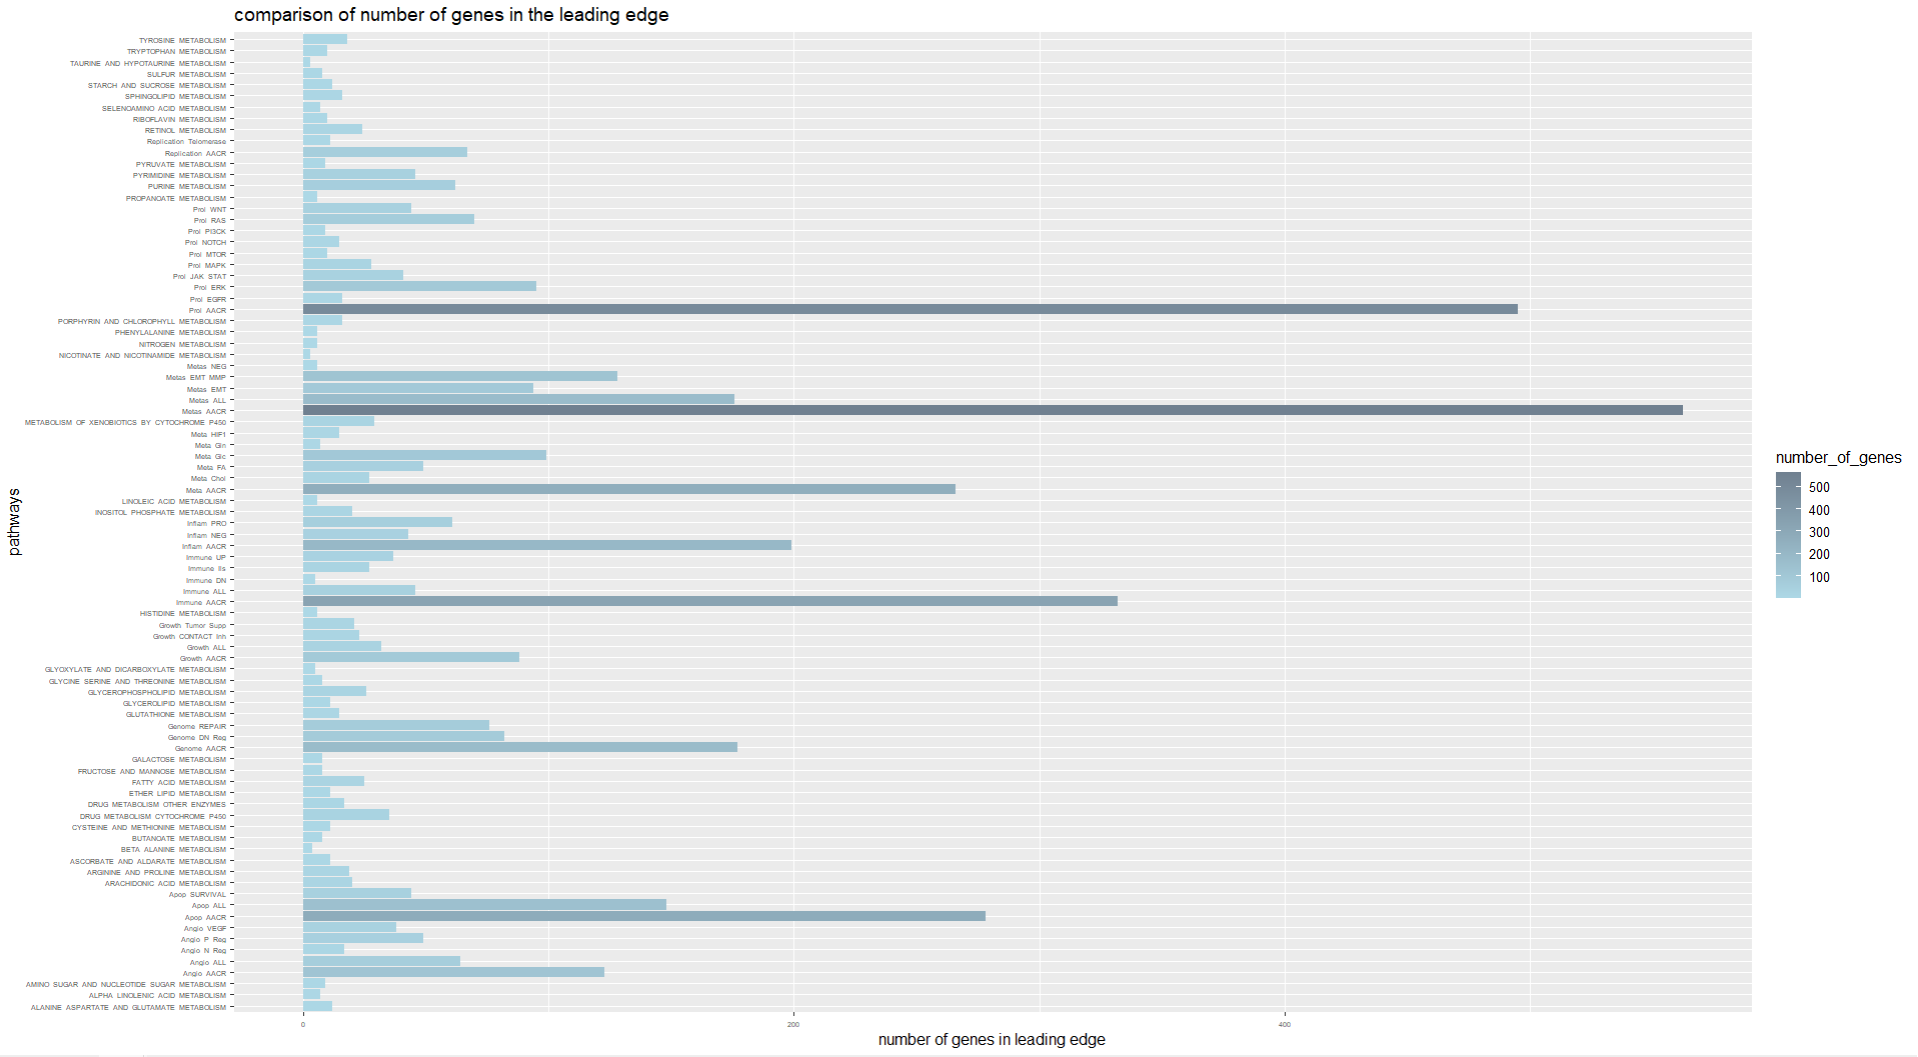 comparison of number of genes in the leading edge
TYROSINE METABOLISM
TRYPTOPHAN METABOLISM
TAURINE AND HYPOTAURINE METABOLISM
SULFUR METABOLISM
STARCH AND SUCROSE METABOLISM
SPHINGOLIPID METABOLISM
SELENOAMINO ACID METABOLISM
RIBOFLAVIN METABOLISM
RETINOL METABOLISM
Replication Telomerase
Replication AACR
PYRUVATE METABOLISM
PYRIMIDINE METABOLISM
PURINE METABOLISM
PROPANOATE METABOLISM
Prol WNT
Prol RAS
Prol PI3CK
Prol NOTCH
Prol MTOR
Prol MAPK
Prol JAK STAT
Prol ERK
Prol EGFR
Prol AACR
PORPHYRIN AND CHLOROPHYLL METABOLISM
PHENYLALANINE METABOLISM
NITROGEN METABOLISM
NICOTINATE AND NICOTINAMIDE METABOLISM
Metas NEG
Metas EMT MMP
Metas EMT
Metas ALL
Metas AACR
METABOLISM OF XENOBIOTICS BY CYTOCHROME P450
Meta HIF1
Meta Gln
Meta Glc
Meta FA
Meta Chol
Meta AACR
LINOLEIC ACID METABOLISM
INOSITOL PHOSPHATE METABOLISM
Inflam PRO
Inflam NEG
Inflam AACR
Immune UP
Immune Ils
Immune DN
Immune ALL
Immune AACR
HISTIDINE METABOLISM
Growth Tumor Supp
Growth CONTACT Inh
Growth ALL
Growth AACR
GLYOXYLATE AND DICARBOXYLATE METABOLISM
GLYCINE SERINE AND THREONINE METABOLISM
GLYCEROPHOSPHOLIPID METABOLISM
GLYCEROLIPID METABOLISM
GLUTATHIONE METABOLISM
Genome REPAIR
Genome DN Reg
Genome AACR
GALACTOSE METABOLISM
FRUCTOSE AND MANNOSE METABOLISM
FATTY ACID METABOLISM
ETHER LIPID METABOLISM
DRUG METABOLISM OTHER ENZYMES
DRUG METABOLISM CYTOCHROME P450
CYSTEINE AND METHIONINE METABOLISM
BUTANOATE METABOLISM
BETA ALANINE METABOLISM
ASCORBATE AND ALDARATE METABOLISM
ARGININE AND PROLINE METABOLISM
ARACHIDONIC ACID METABOLISM
Apop SURVIVAL
Apop ALL
Apop AACR
Angio VEGF
Angio P Reg
Angio N Reg
Angio ALL
Angio AACR
AMINO SUGAR AND NUCLEOTIDE SUGAR METABOLISM
ALPHA LINOLENIC ACID METABOLISM
ALANINE ASPARTATE AND GLUTAMATE METABOLISM
pathways
0 200 400
number of genes in leading edge
number_of_genes
500
400
300
200
100